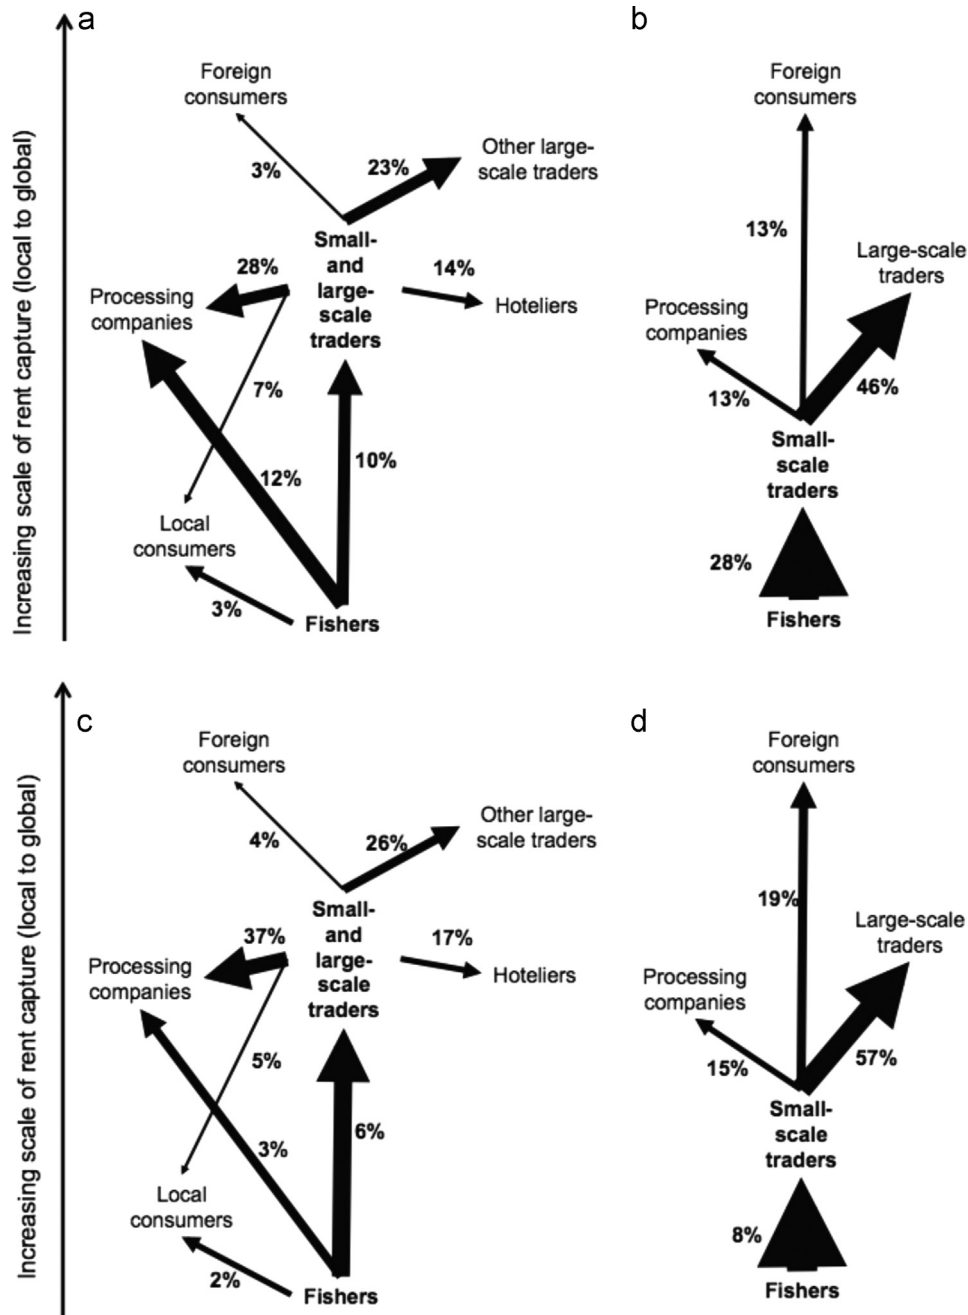 a
Increasing scale of rent capture (local to global)
Foreign
consumers
3%
23%
Other large-
scale traders
Small-
and
large-
scale
traders
28%
14%
Processing
companies
Hoteliers
7%
12%
10%
Local
consumers
3%
Fishers
b
Foreign
consumers
13%
Large-scale
traders
Processing
companies
13%
46%
Small-
scale
traders
28%
Fishers
c
Increasing scale of rent capture (local to global)
Foreign
consumers
4%
26%
Other large-
scale traders
Small-
and
large-
scale
traders
37%
17%
Processing
companies
Hoteliers
5%
3%
6%
Local
consumers
2%
Fishers
d
Foreign
consumers
19%
Large-scale
traders
Processing
companies
15%
57%
Small-
scale
traders
8%
Fishers